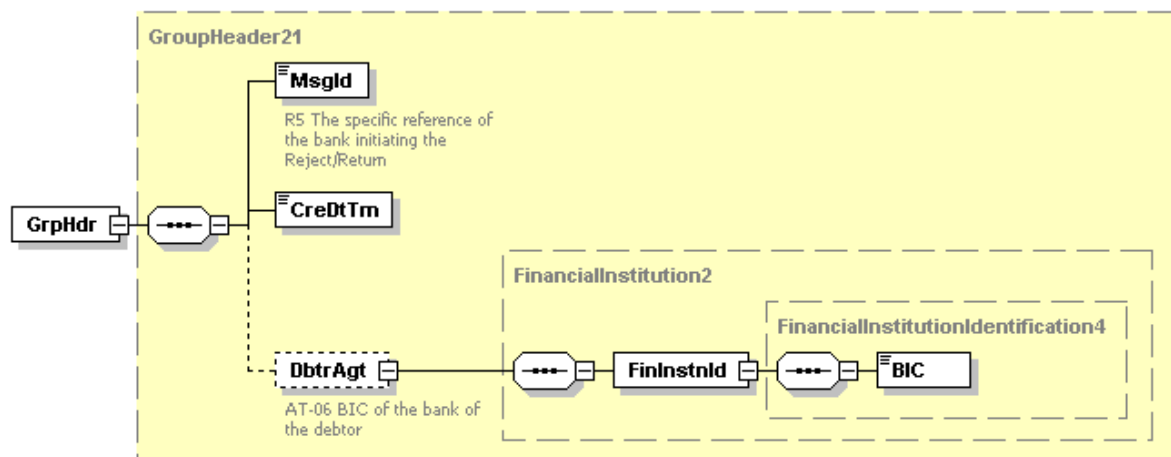 GroupHeader21
MsgId
R5 The specific reference of
the bank initiating the
Reject/Return
GrpHdr
CreDtTm
FinancialInstitution2
FinancialInstitutionIdentification4
DbtrAgt
FinInstnId
BIC
AT-06 BIC of the bank of
the debtor